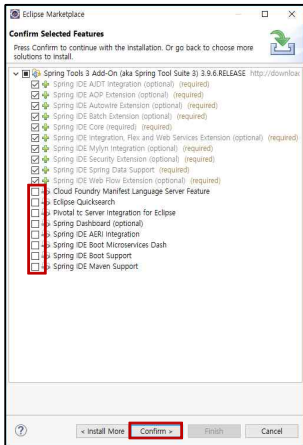 Eclipse Marketplace
Confirm Selected Features
Press Confirm to continue with the installation. Or go back to choose more
solutions to install.
Spring Tools 3 Add-On (aka Spring Tool Suite 3) 3.9.6.RELEASE http://download
Spring IDE AJDT Integration (optional) (required)
Spring IDE AOP Extension (optional) (required)
Spring IDE Autowire Extension (optional) (required)
Spring IDE Batch Extension (optional) (required)
Spring IDE Core (required) (required)
Spring IDE Integration, Flex and Web Services Extension (optional) (required)
Spring IDE Mylyn Integration (optional) (required)
Spring IDE Security Extension (optional) (required)
Spring IDE Spring Data Support (required)
Spring IDE Web Flow Extension (optional) (required)
Cloud Foundry Manifest Language Server Feature
Eclipse Quicksearch
Pivotal tc Server Integration for Eclipse
Spring Dashboard (optional)
Spring IDE AERI Integration
Spring IDE Boot Microservices Dash
Spring IDE Boot Support
Spring IDE Maven Support
? < Install More Confirm > Finish Cancel